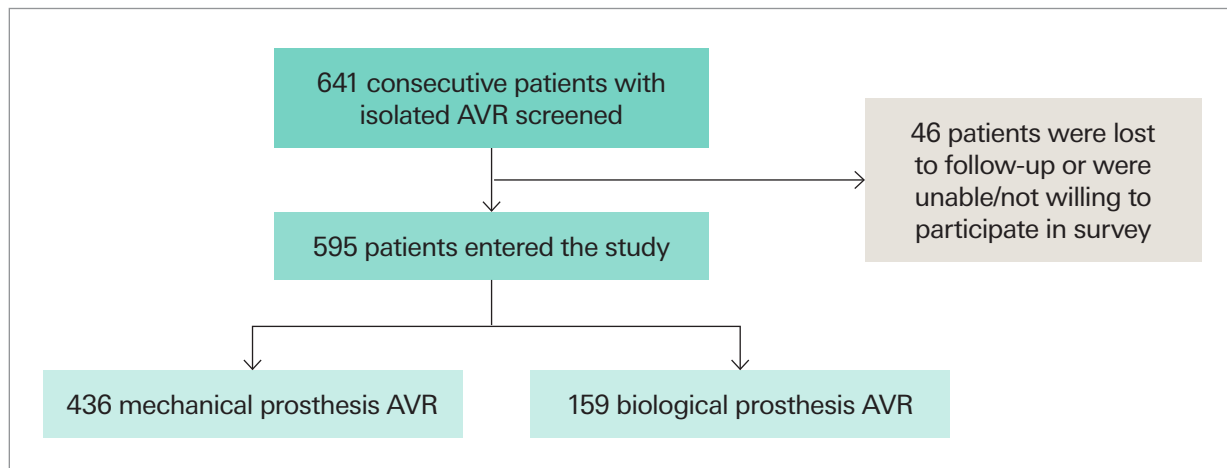 641 consecutive patients with
isolated AVR screened
46 patients were lost
to follow-up or were
unable/not willing to
participate in survey
595 patients entered the study
436 mechanical prosthesis AVR
159 biological prosthesis AVR